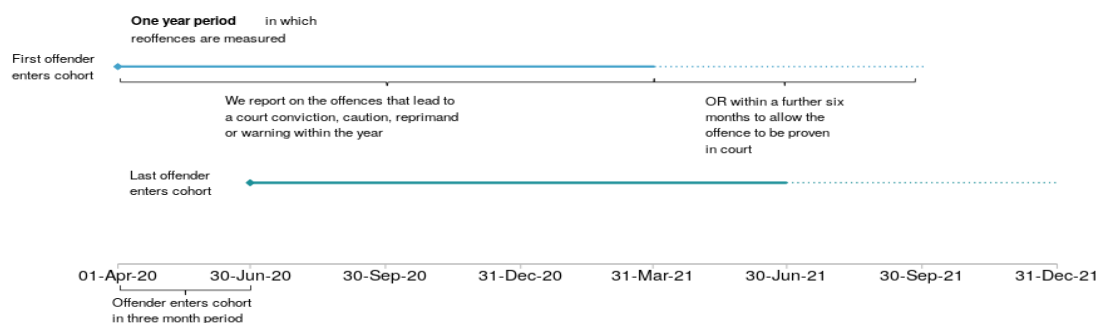 One year period in which
reoffences are measured
First offender
enters cohort
We report on the offences that lead to
a court conviction, caution, reprimand
or warning within the year
OR within a further six
months to allow the
offence to be proven
in court
Last offender
enters cohort
01-Apr-20 30-Jun-20 30-Sep-20 31-Dec-20 31-Mar-21 30-Jun-21 30-Sep-21 31-Dec-21
Offender enters cohort
in three month period